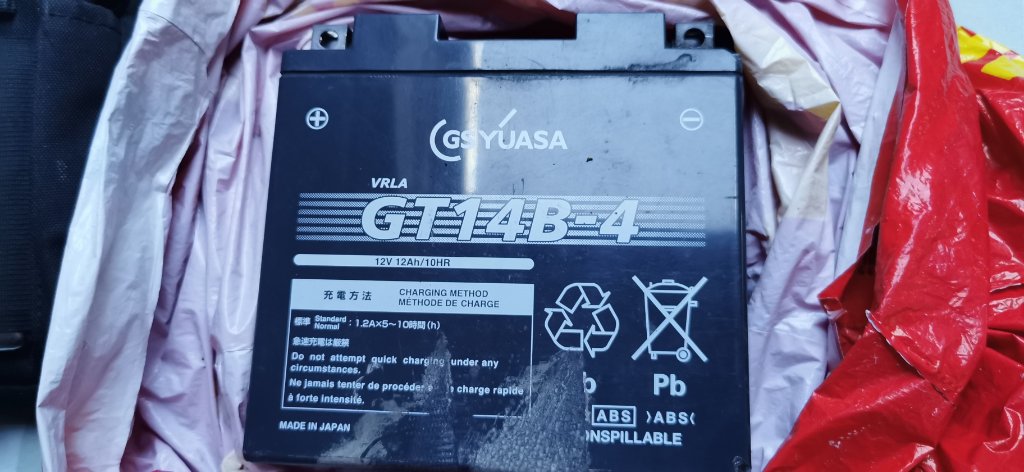 GS YUASA
VRLA
GT14B-4
12V 12Ah/10HR
充電方法 CHARGING METHOD
MÉTHODE DE CHARGE
標準 Standard Normal : 1.2A×5～10時間(h)
急速充電は厳禁
Do not attempt quick charging under any
circumstances.
Ne jamais tenter de procéder charge rapide
à forte intensité.
Pb
ABS >ABS<
MADE IN JAPAN